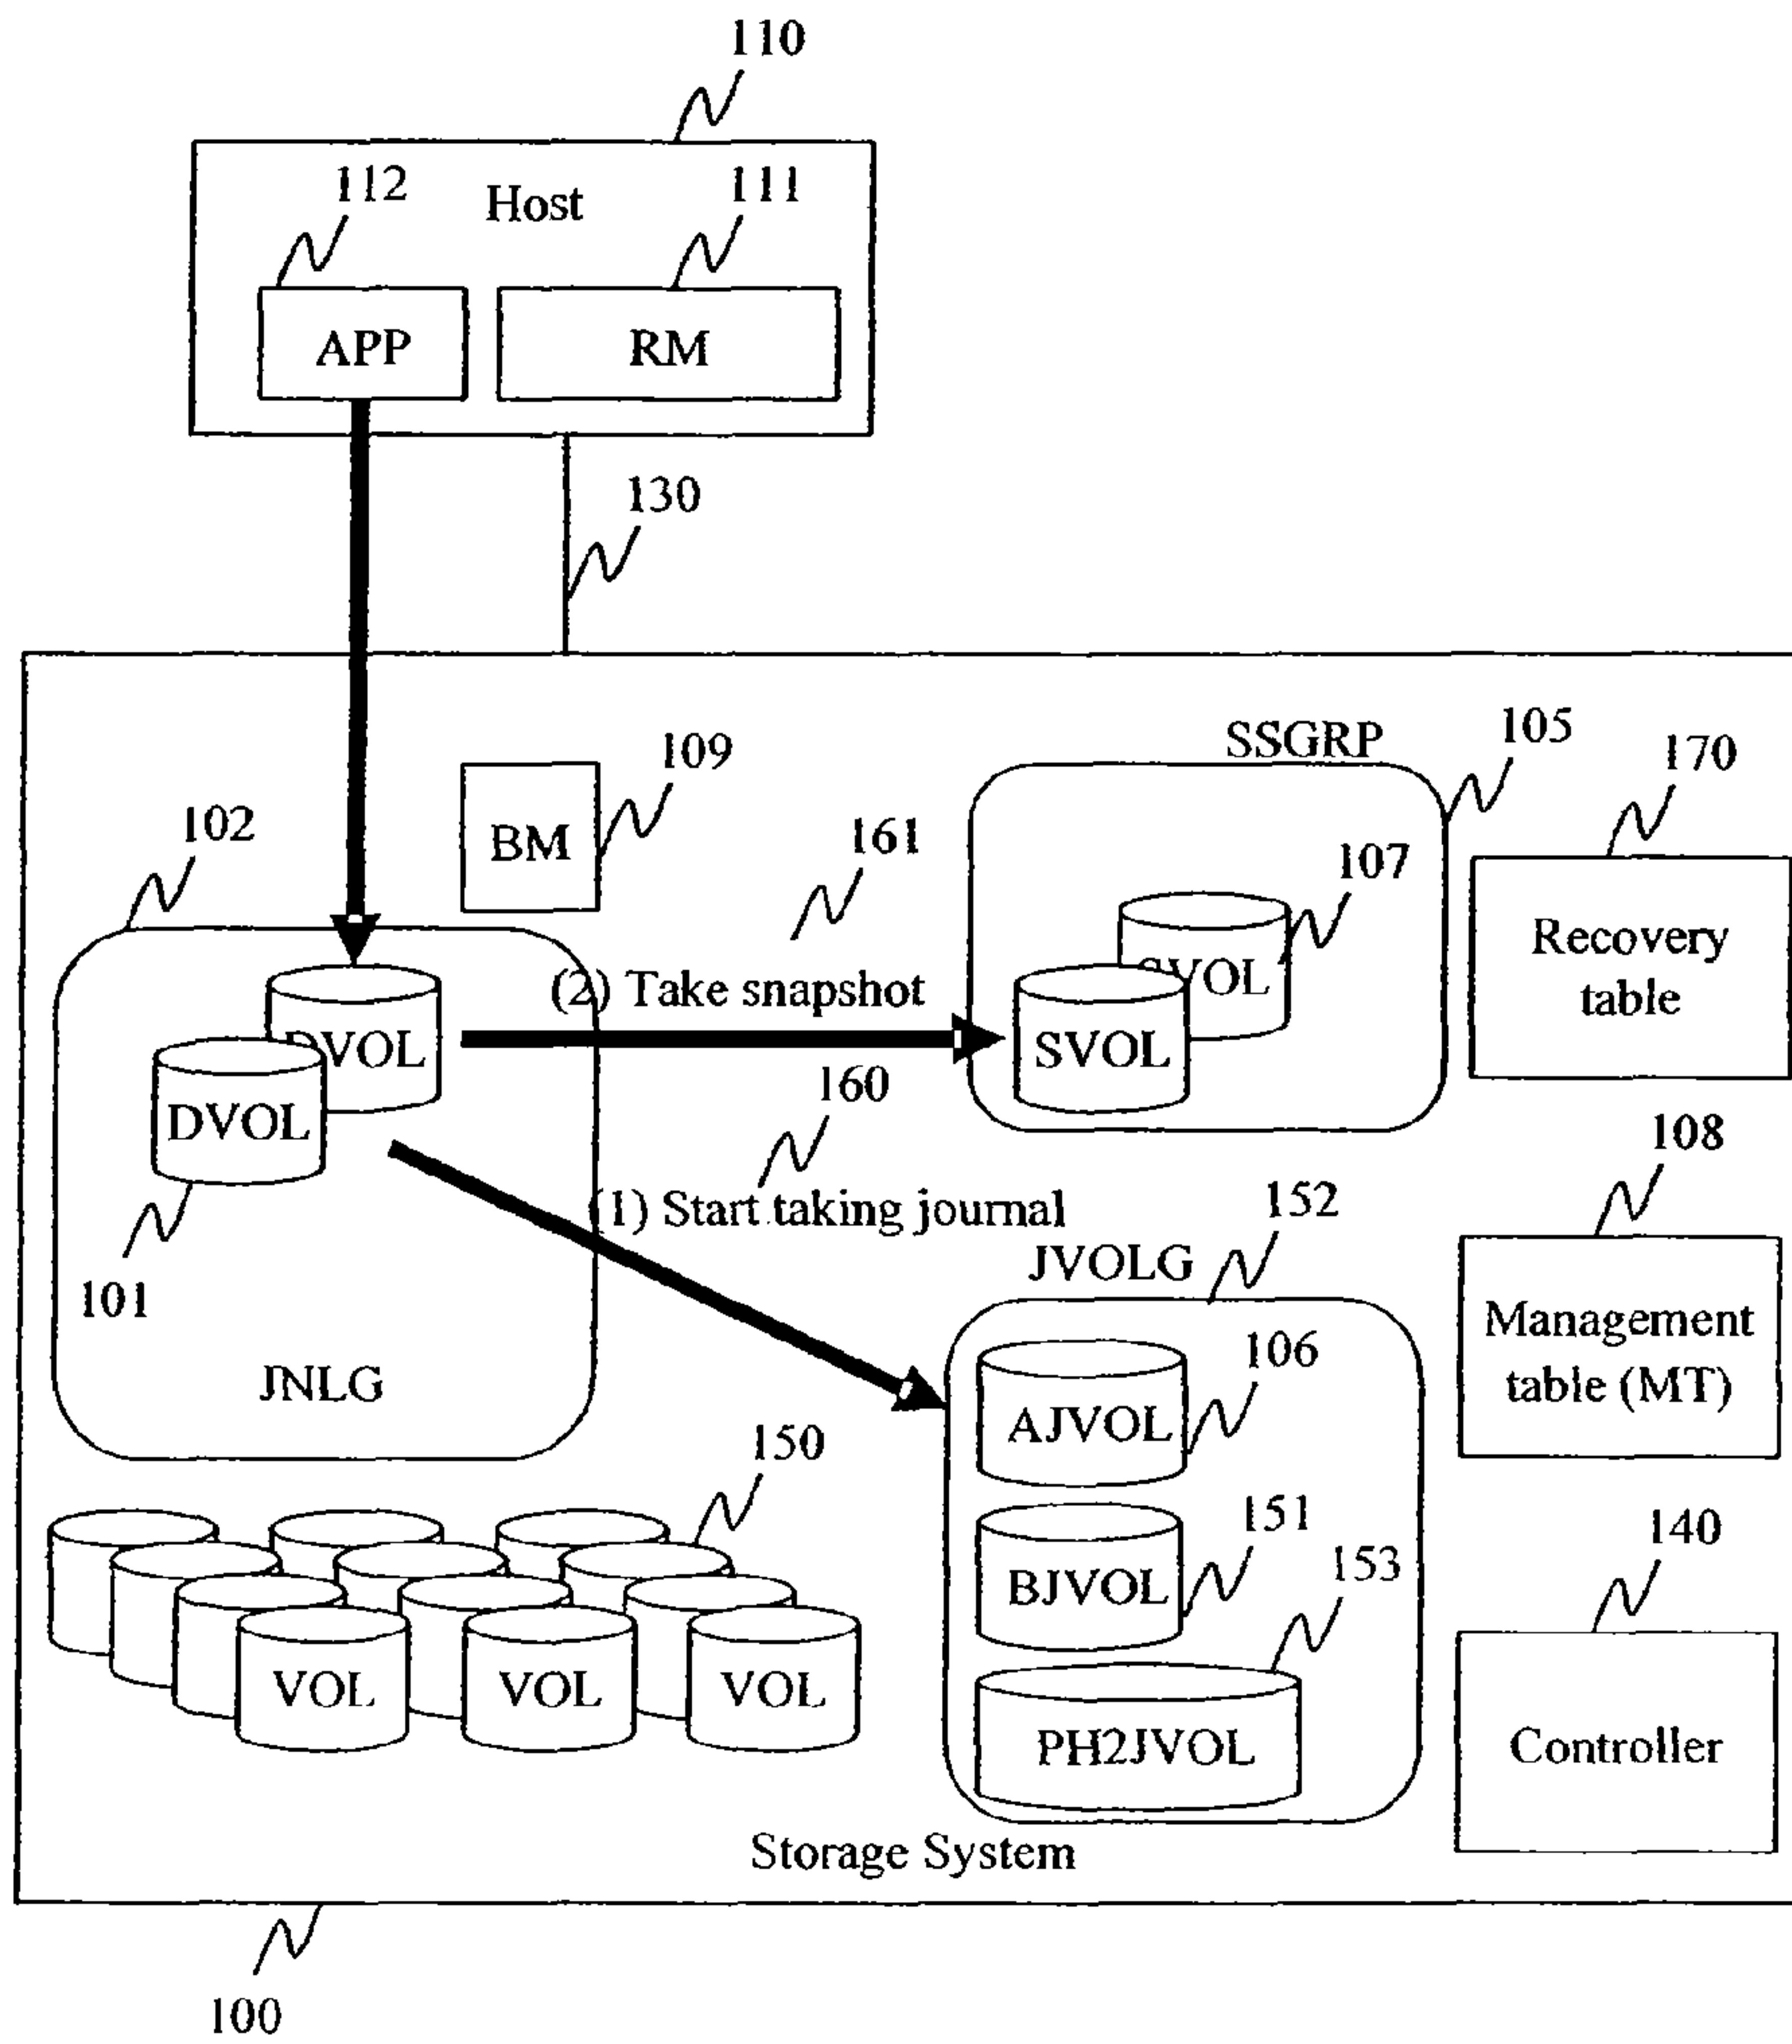 110
112
Host
111
APP
RM
130
SSGRP
105
170
109
102
BM
161
107
Recovery
table
(2) Take snapshot
SVOL
DVOL
SVOL
160
DVOL
108
(1) Start taking journal
152
JVOLG
101
Management
table (MT)
106
JNLG
AJVOL
150
151
140
153
BJVOL
VOL
VOL
VOL
PH2JVOL
Controller
Storage System
100